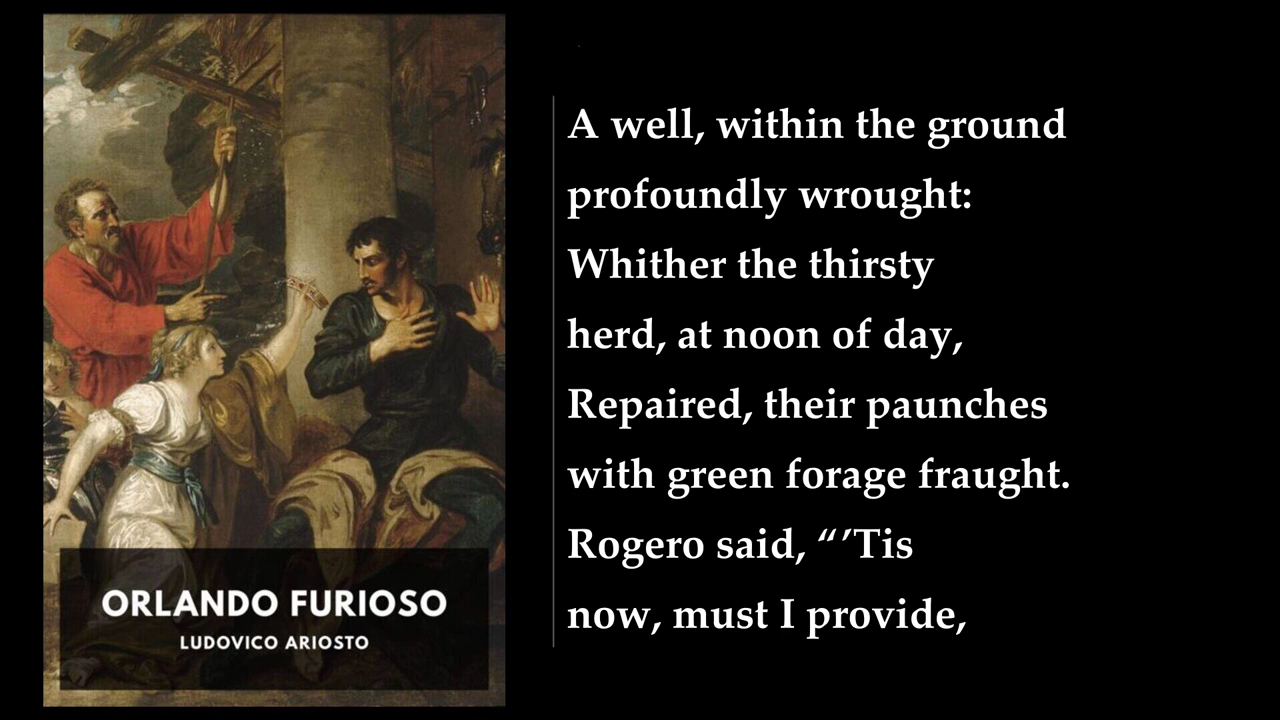 ORLANDO FURIOSO
LUDOVICO ARIOSTO
A well, within the ground
profoundly wrought:
Whither the thirsty
herd, at noon of day,
Repaired, their paunches
with green forage fraught.
Rogero said, “ ’Tis
now, must I provide,